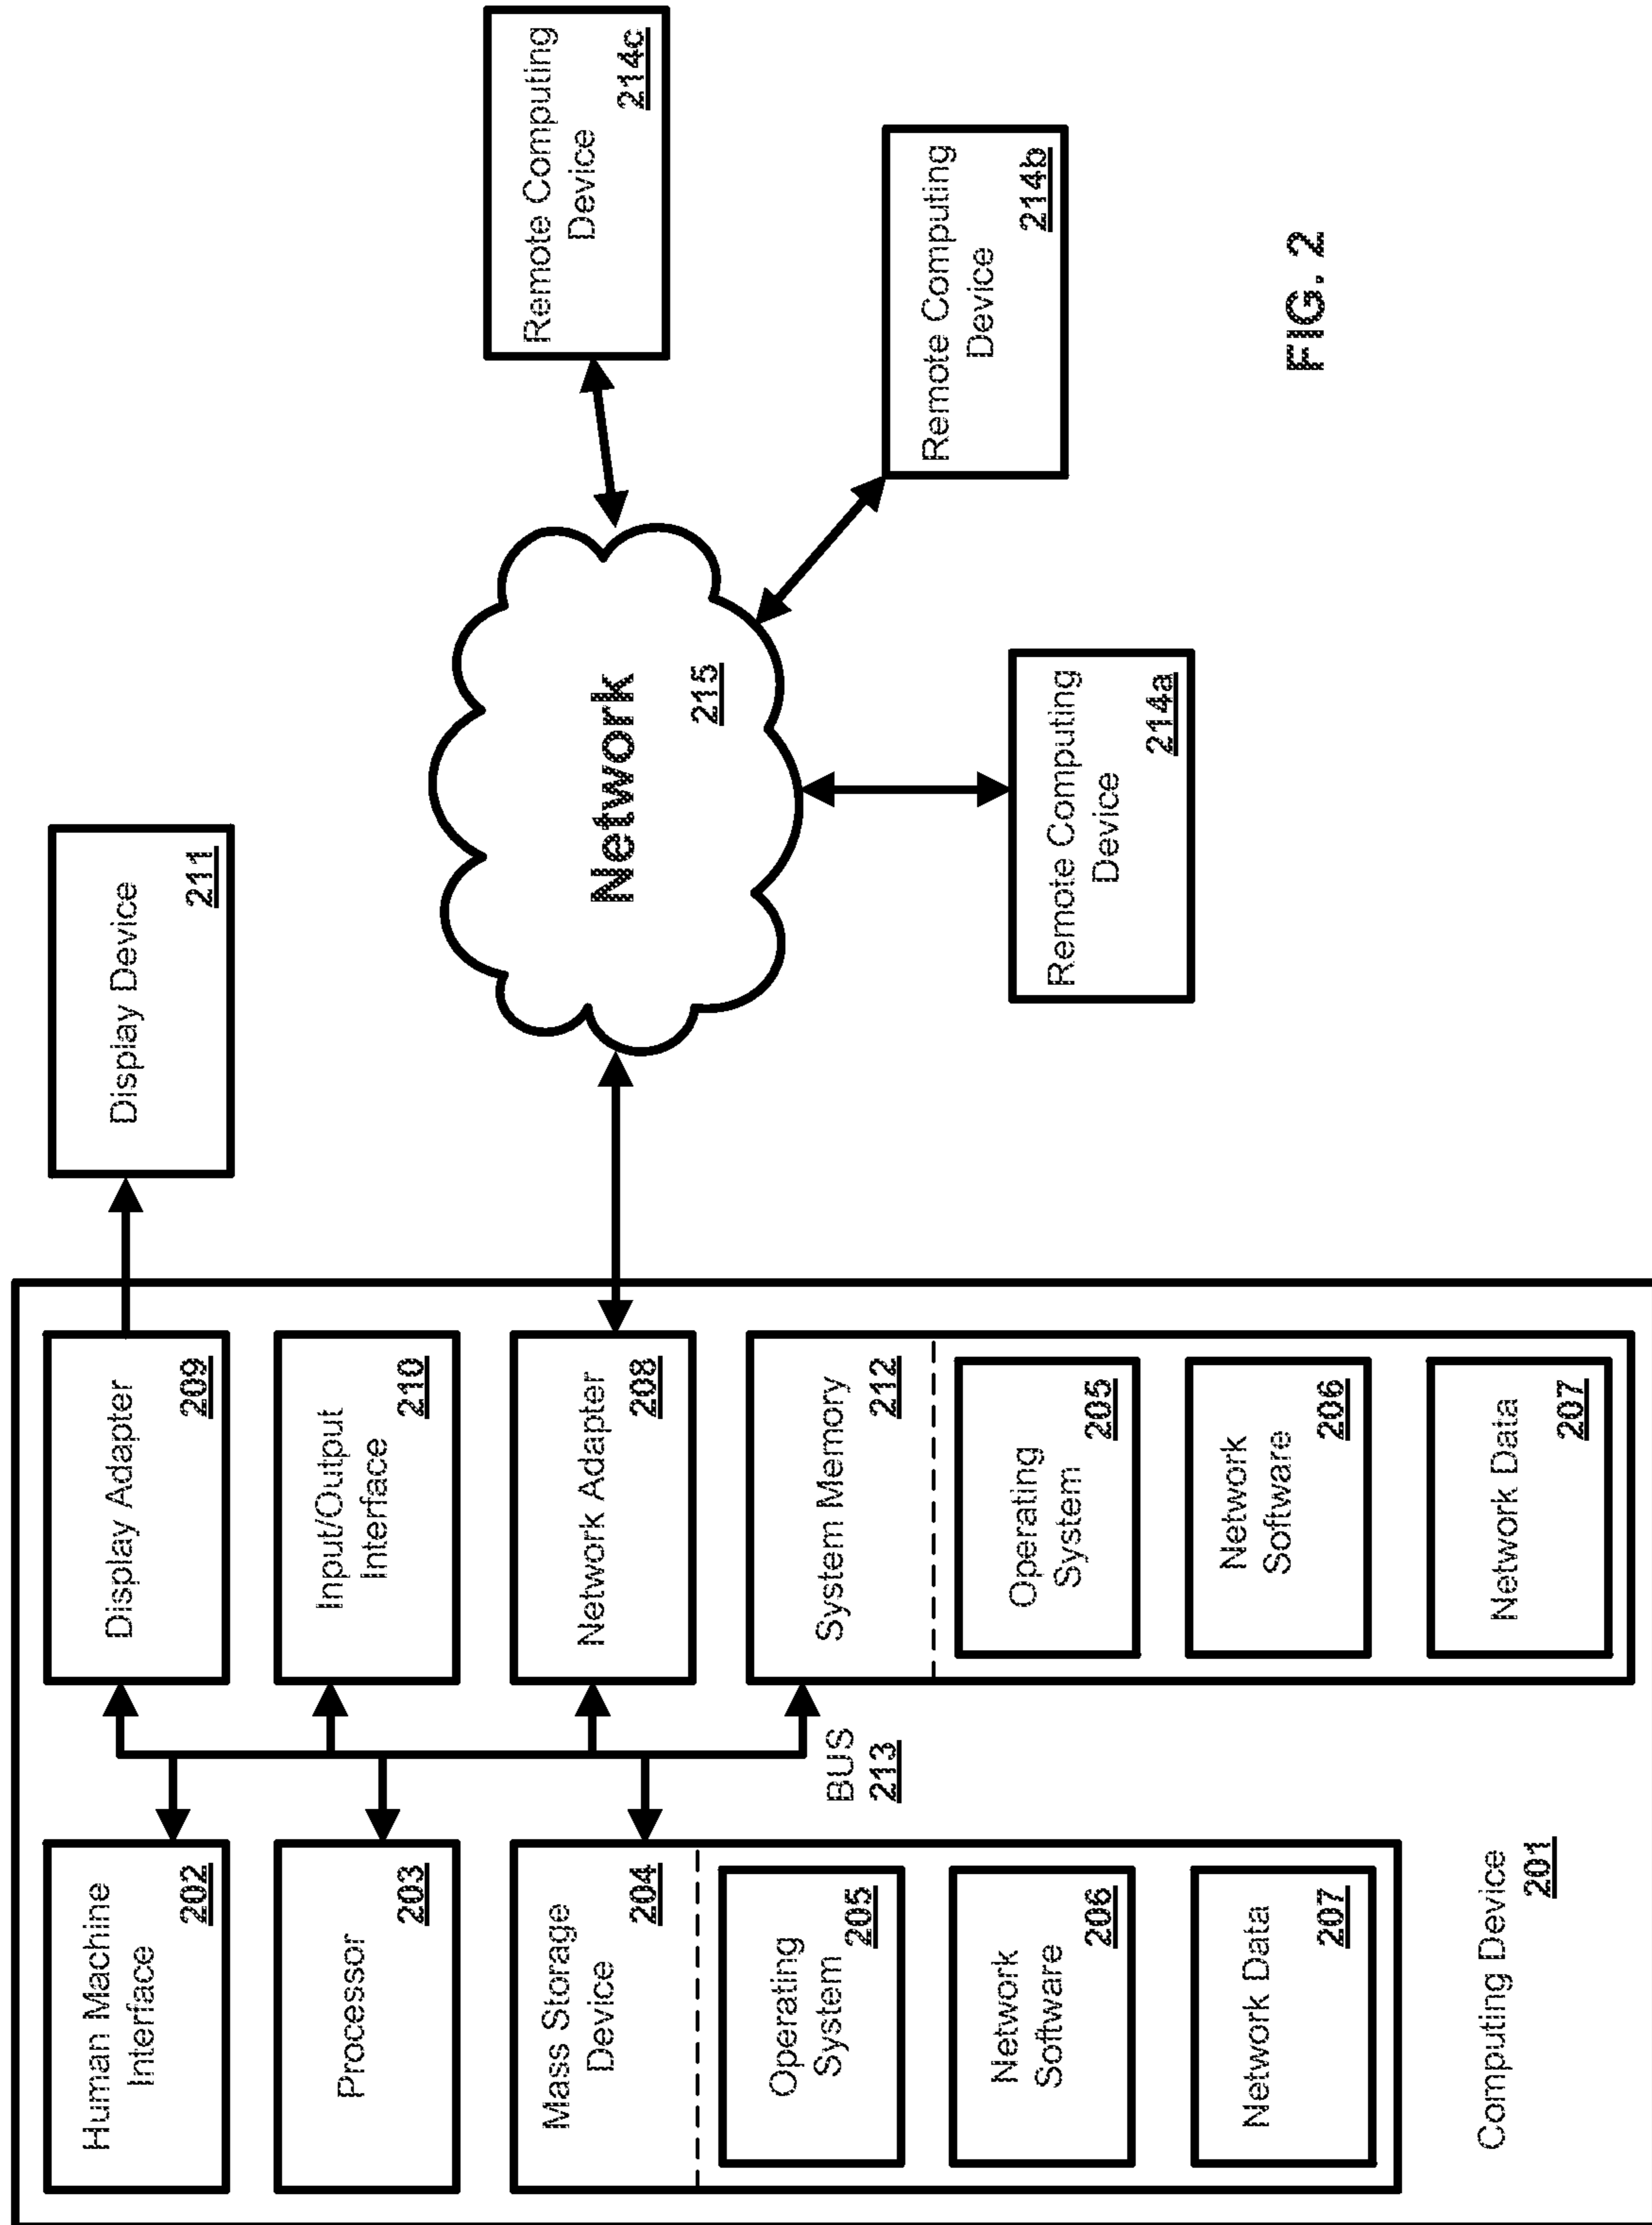 Human Machine
Interface
202
Processor
203
Mass Storage
Device
204
Operating
System
205
Network
Software
206
Network Data
207
Computing Device
201
BUS
213
Display Adapter
209
Input/Output
Interface
210
Network Adapter
208
System Memory
212
Operating
System
205
Network
Software
206
Network Data
207
Display Device
211
Network
215
Remote Computing
Device
214a
Remote Computing
Device
214b
Remote Computing
Device
214c
FIG. 2